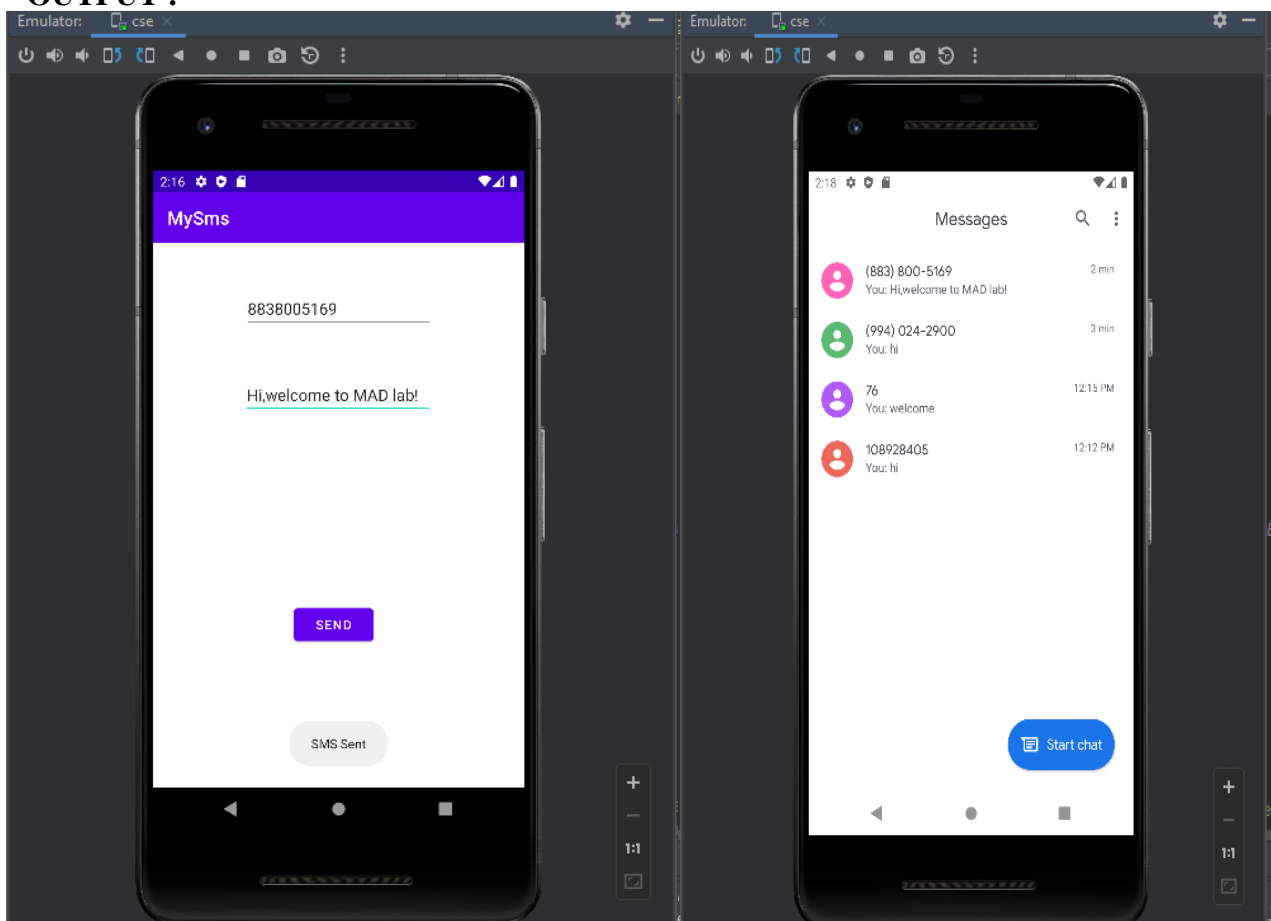 OUTPUT:
Emulator: cse
2:16
MySms
8838005169
Hi,welcome to MAD lab!
SEND
SMS Sent
1:1
Emulator: cse
2:18
Messages
(883) 800-5169 2 min
You: Hi,welcome to MAD lab!
(994) 024-2900 3 min
You: hi
76 12:15 PM
You: welcome
108928405 12:12 PM
You: hi
Start chat
1:1